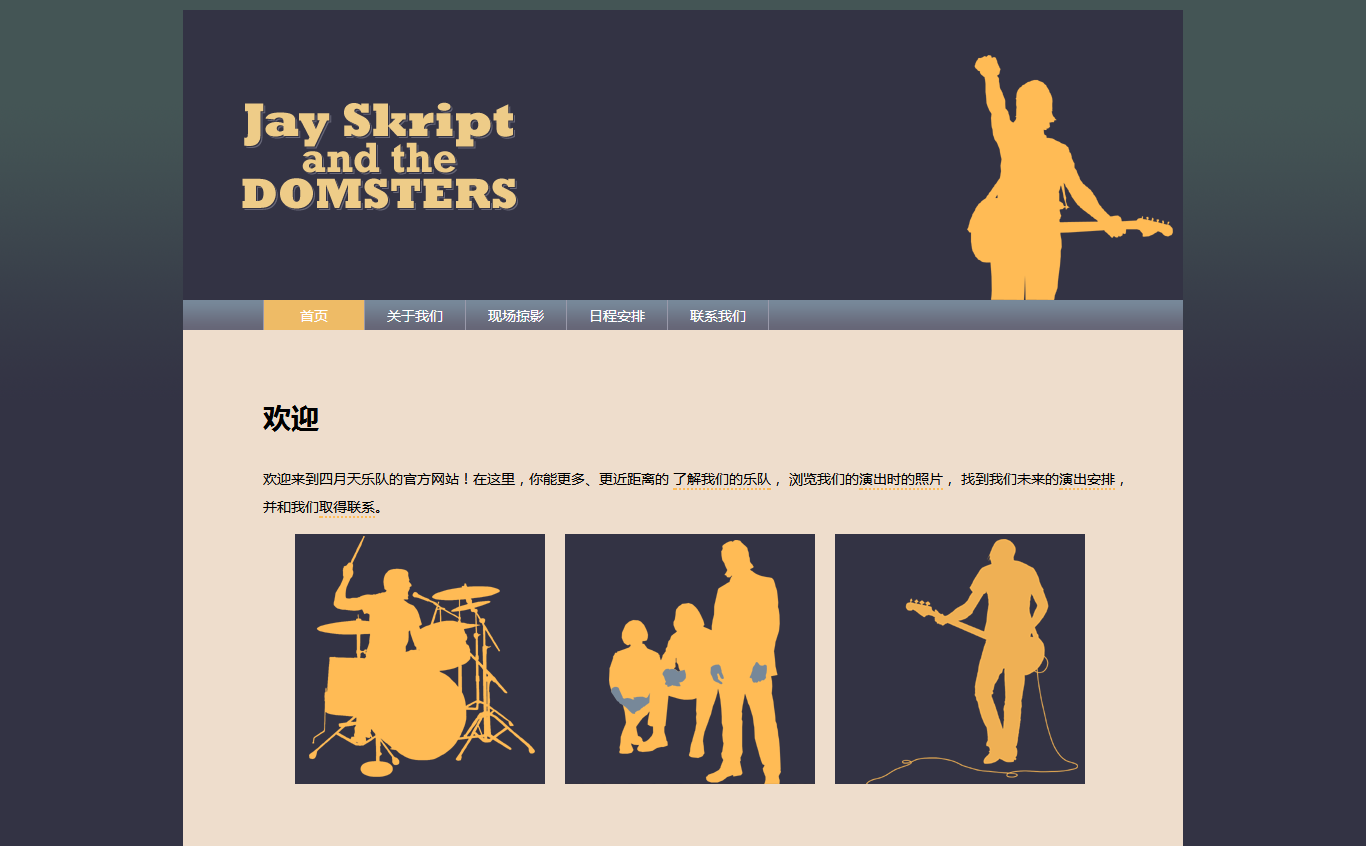 Jay Skript
and the
DOMSTERS
首页 关于我们 现场掠影 日程安排 联系我们
欢迎
欢迎来到四月天乐队的官方网站！在这里，你能更多、更近距离的 了解我们的乐队， 浏览我们的演出时的照片， 找到我们未来的演出安排，
并和我们取得联系。